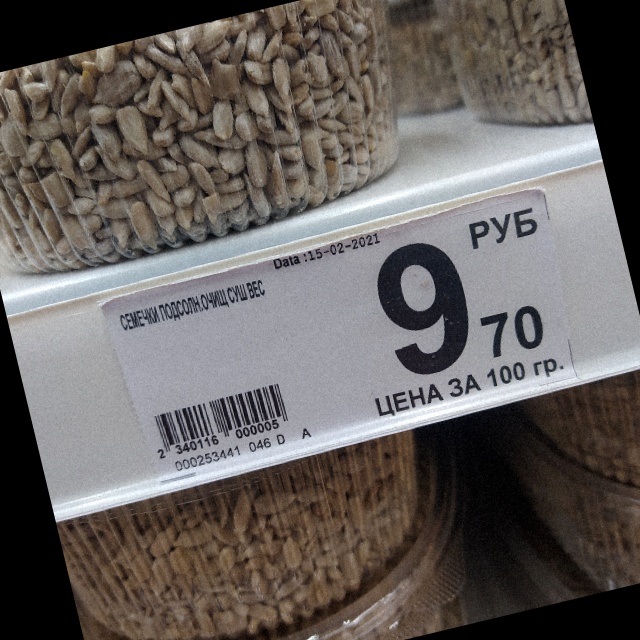 Data :15-02-2021
СЕМЕЧКИ ПОДСОЛН.ОЧИЩ СУШ ВЕС
9 70 РУБ
ЦЕНА ЗА 100 гр.
2 340116 000005
000253441 046 D A